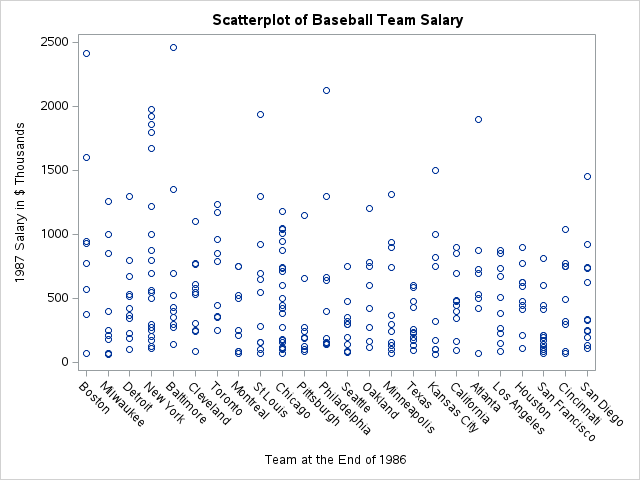 Scatterplot of Baseball Team Salary
1987 Salary in $ Thousands
2500
2000
1500
1000
500
0
Boston
Milwaukee
Detroit
New York
Baltimore
Cleveland
Toronto
Montreal
St Louis
Chicago
Pittsburgh
Philadelphia
Seattle
Oakland
Minneapolis
Texas
Kansas City
California
Atlanta
Los Angeles
Houston
San Francisco
Cincinnati
San Diego
Team at the End of 1986